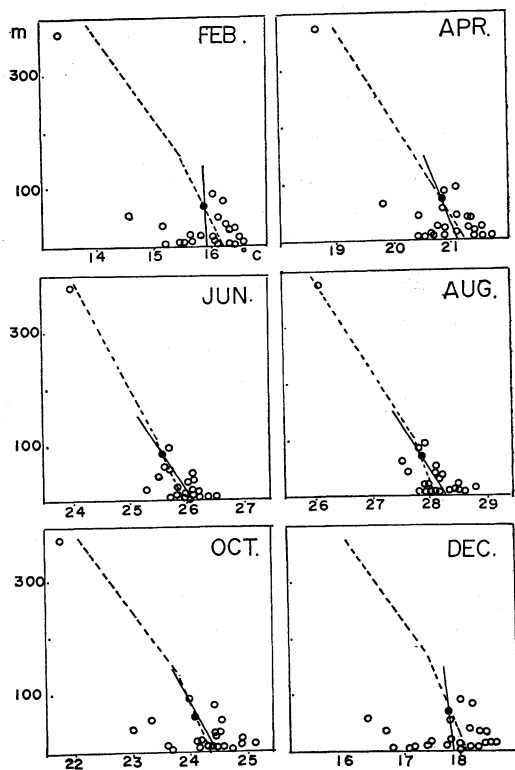 m
FEB.
APR.
300
100
14 15 16 C
19 20 21
JUN.
AUG.
300
100
24 25 26 27
26 27 28 29
OCT.
DEC.
300
100
22 23 24 25
16 17 18